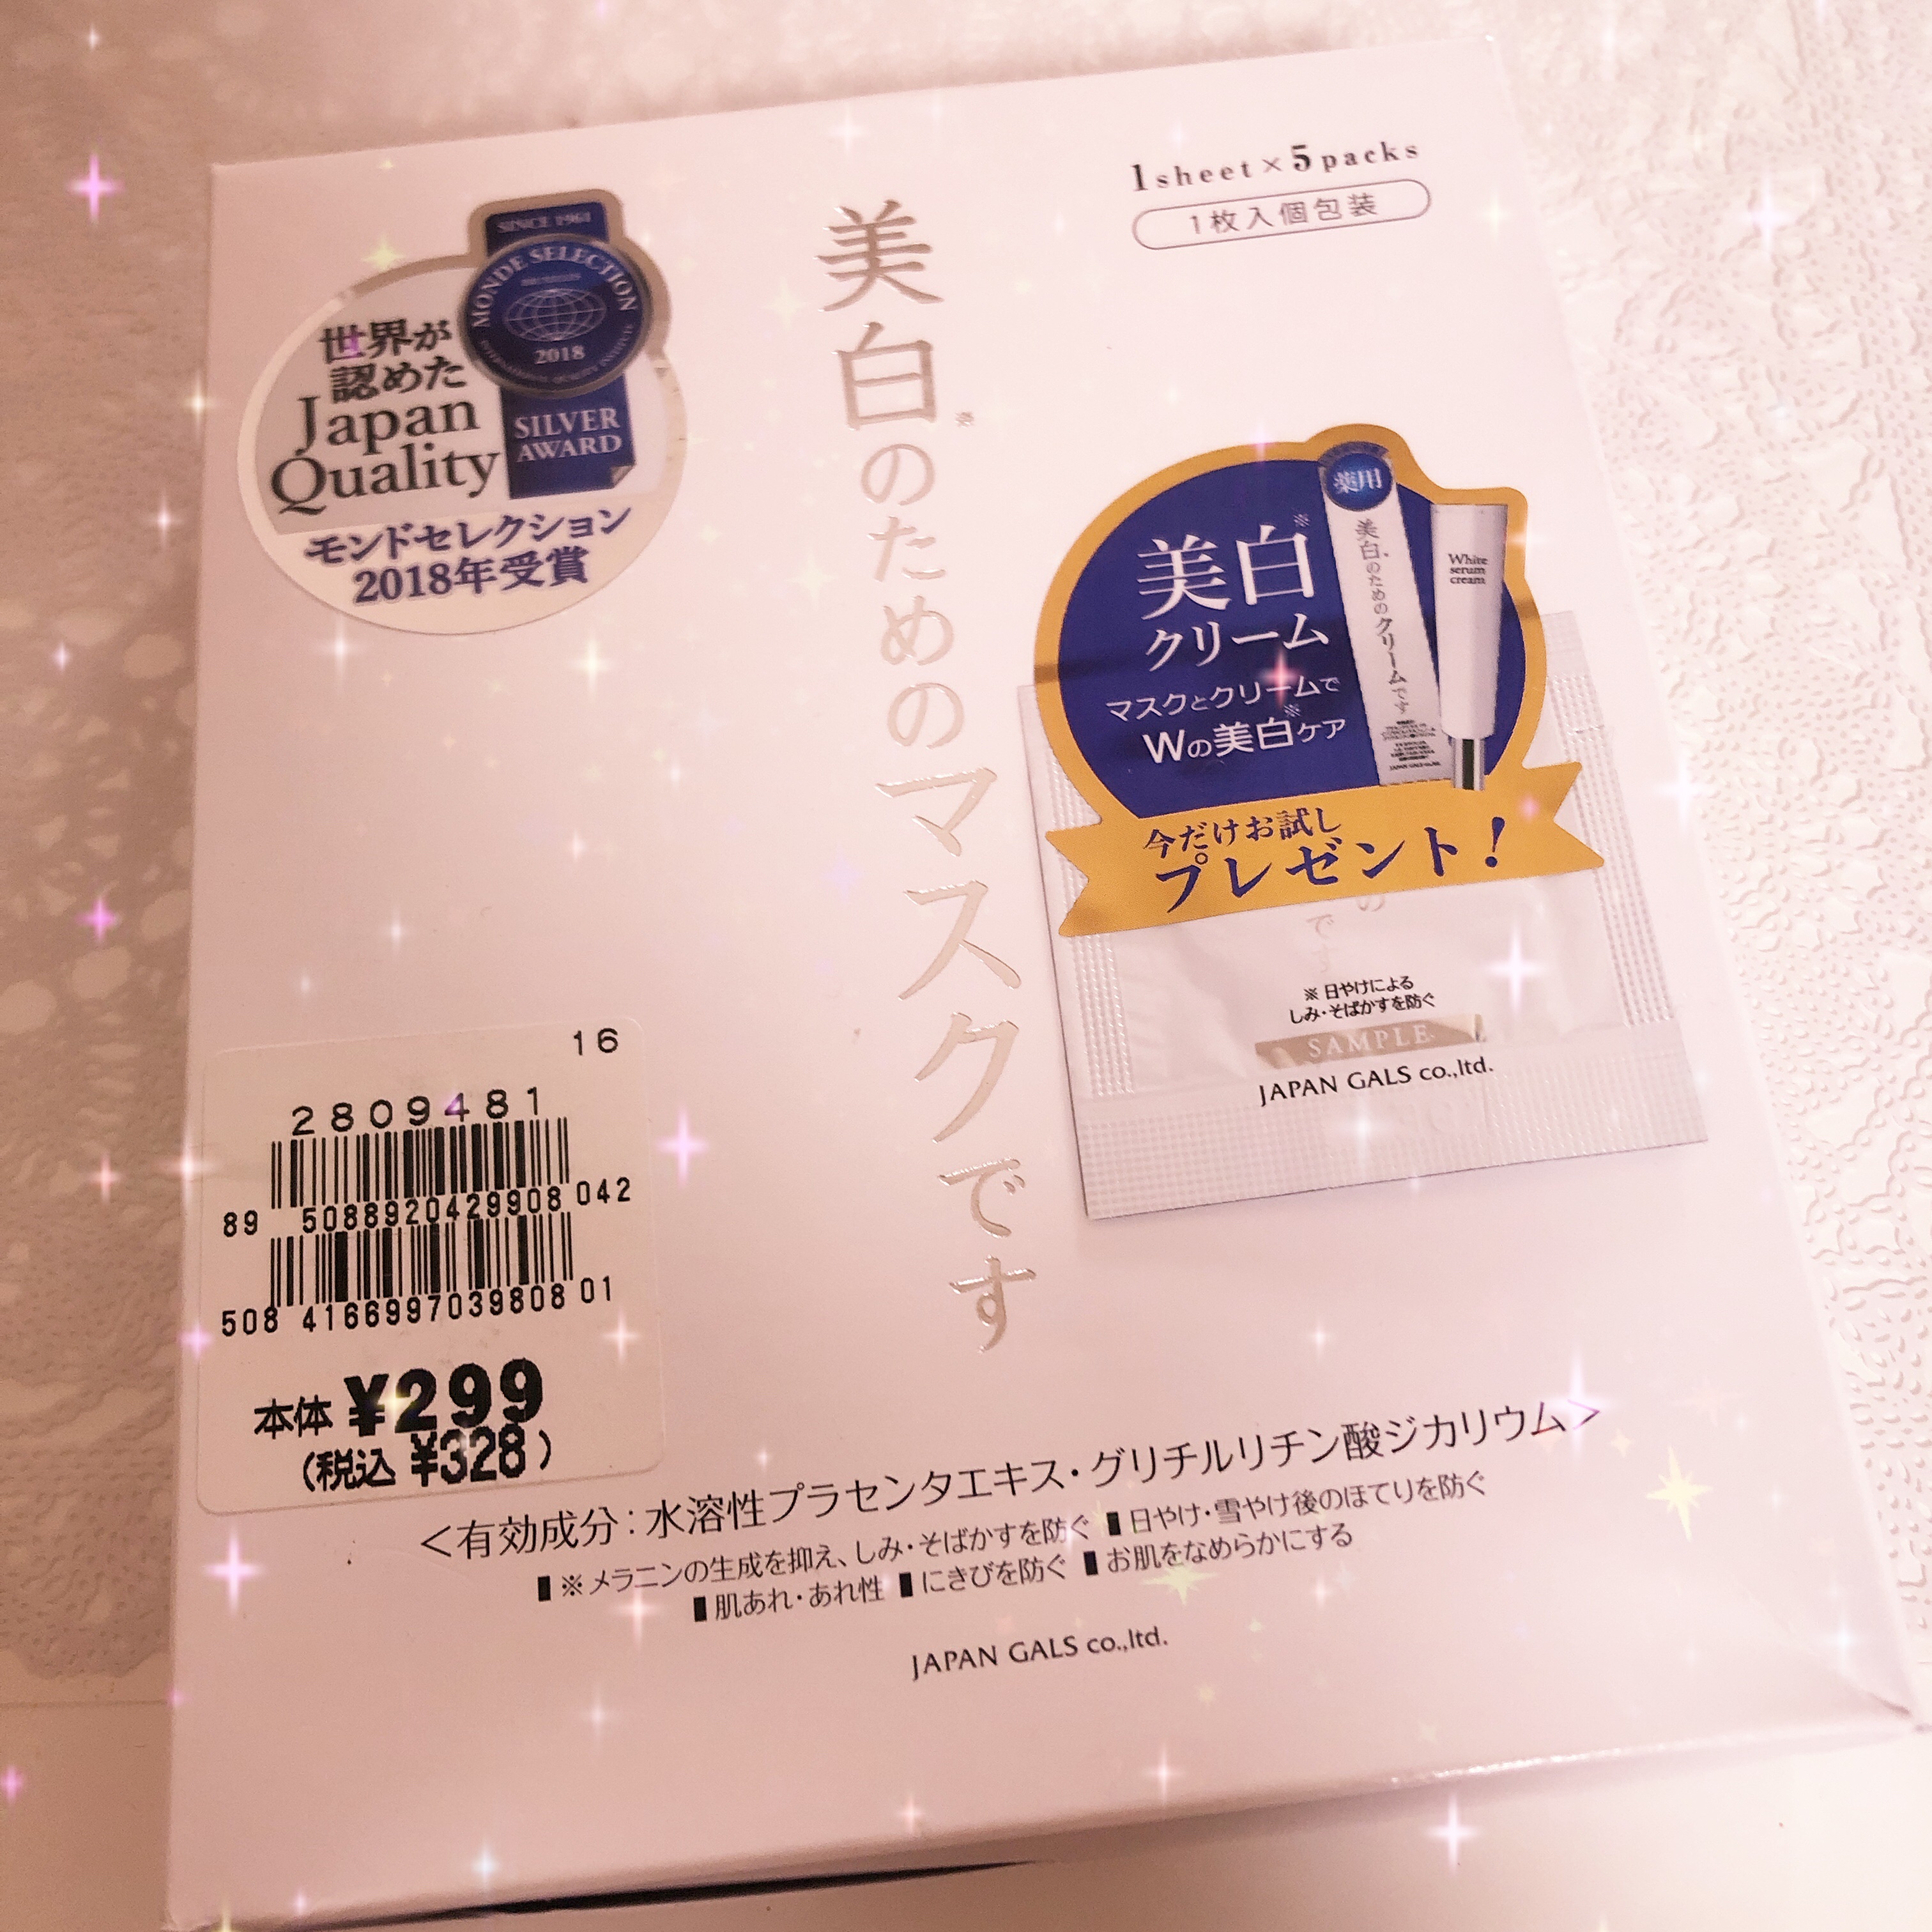 1sheet×5packs
1枚入個包装
SINCE 1961
MONDE SELECTION
2018
SILVER
AWARD
世界が
認めた
Japan
Quality
モンドセレクション
2018年受賞
美白※のためのマスクです
薬用
美白※
クリーム
マスクとクリームで
Wの美白※ケア
美白※のためのクリームです
White
serum
cream
今だけお試し
プレゼント!
の
です
※日やけによる
しみ・そばかすを防ぐ
SAMPLE
JAPAN GALS co.,ltd.
16
2809481
89 5088920429908 042
508 4166997039808 01
本体 ¥299
(税込 ¥328)
<有効成分:水溶性プラセンタエキス・グリチルリチン酸ジカリウム>
▮※メラニンの生成を抑え、しみ・そばかすを防ぐ ▮日やけ・雪やけ後のほてりを防ぐ
▮肌あれ・あれ性 ▮にきびを防ぐ ▮お肌をなめらかにする
JAPAN GALS co.,ltd.